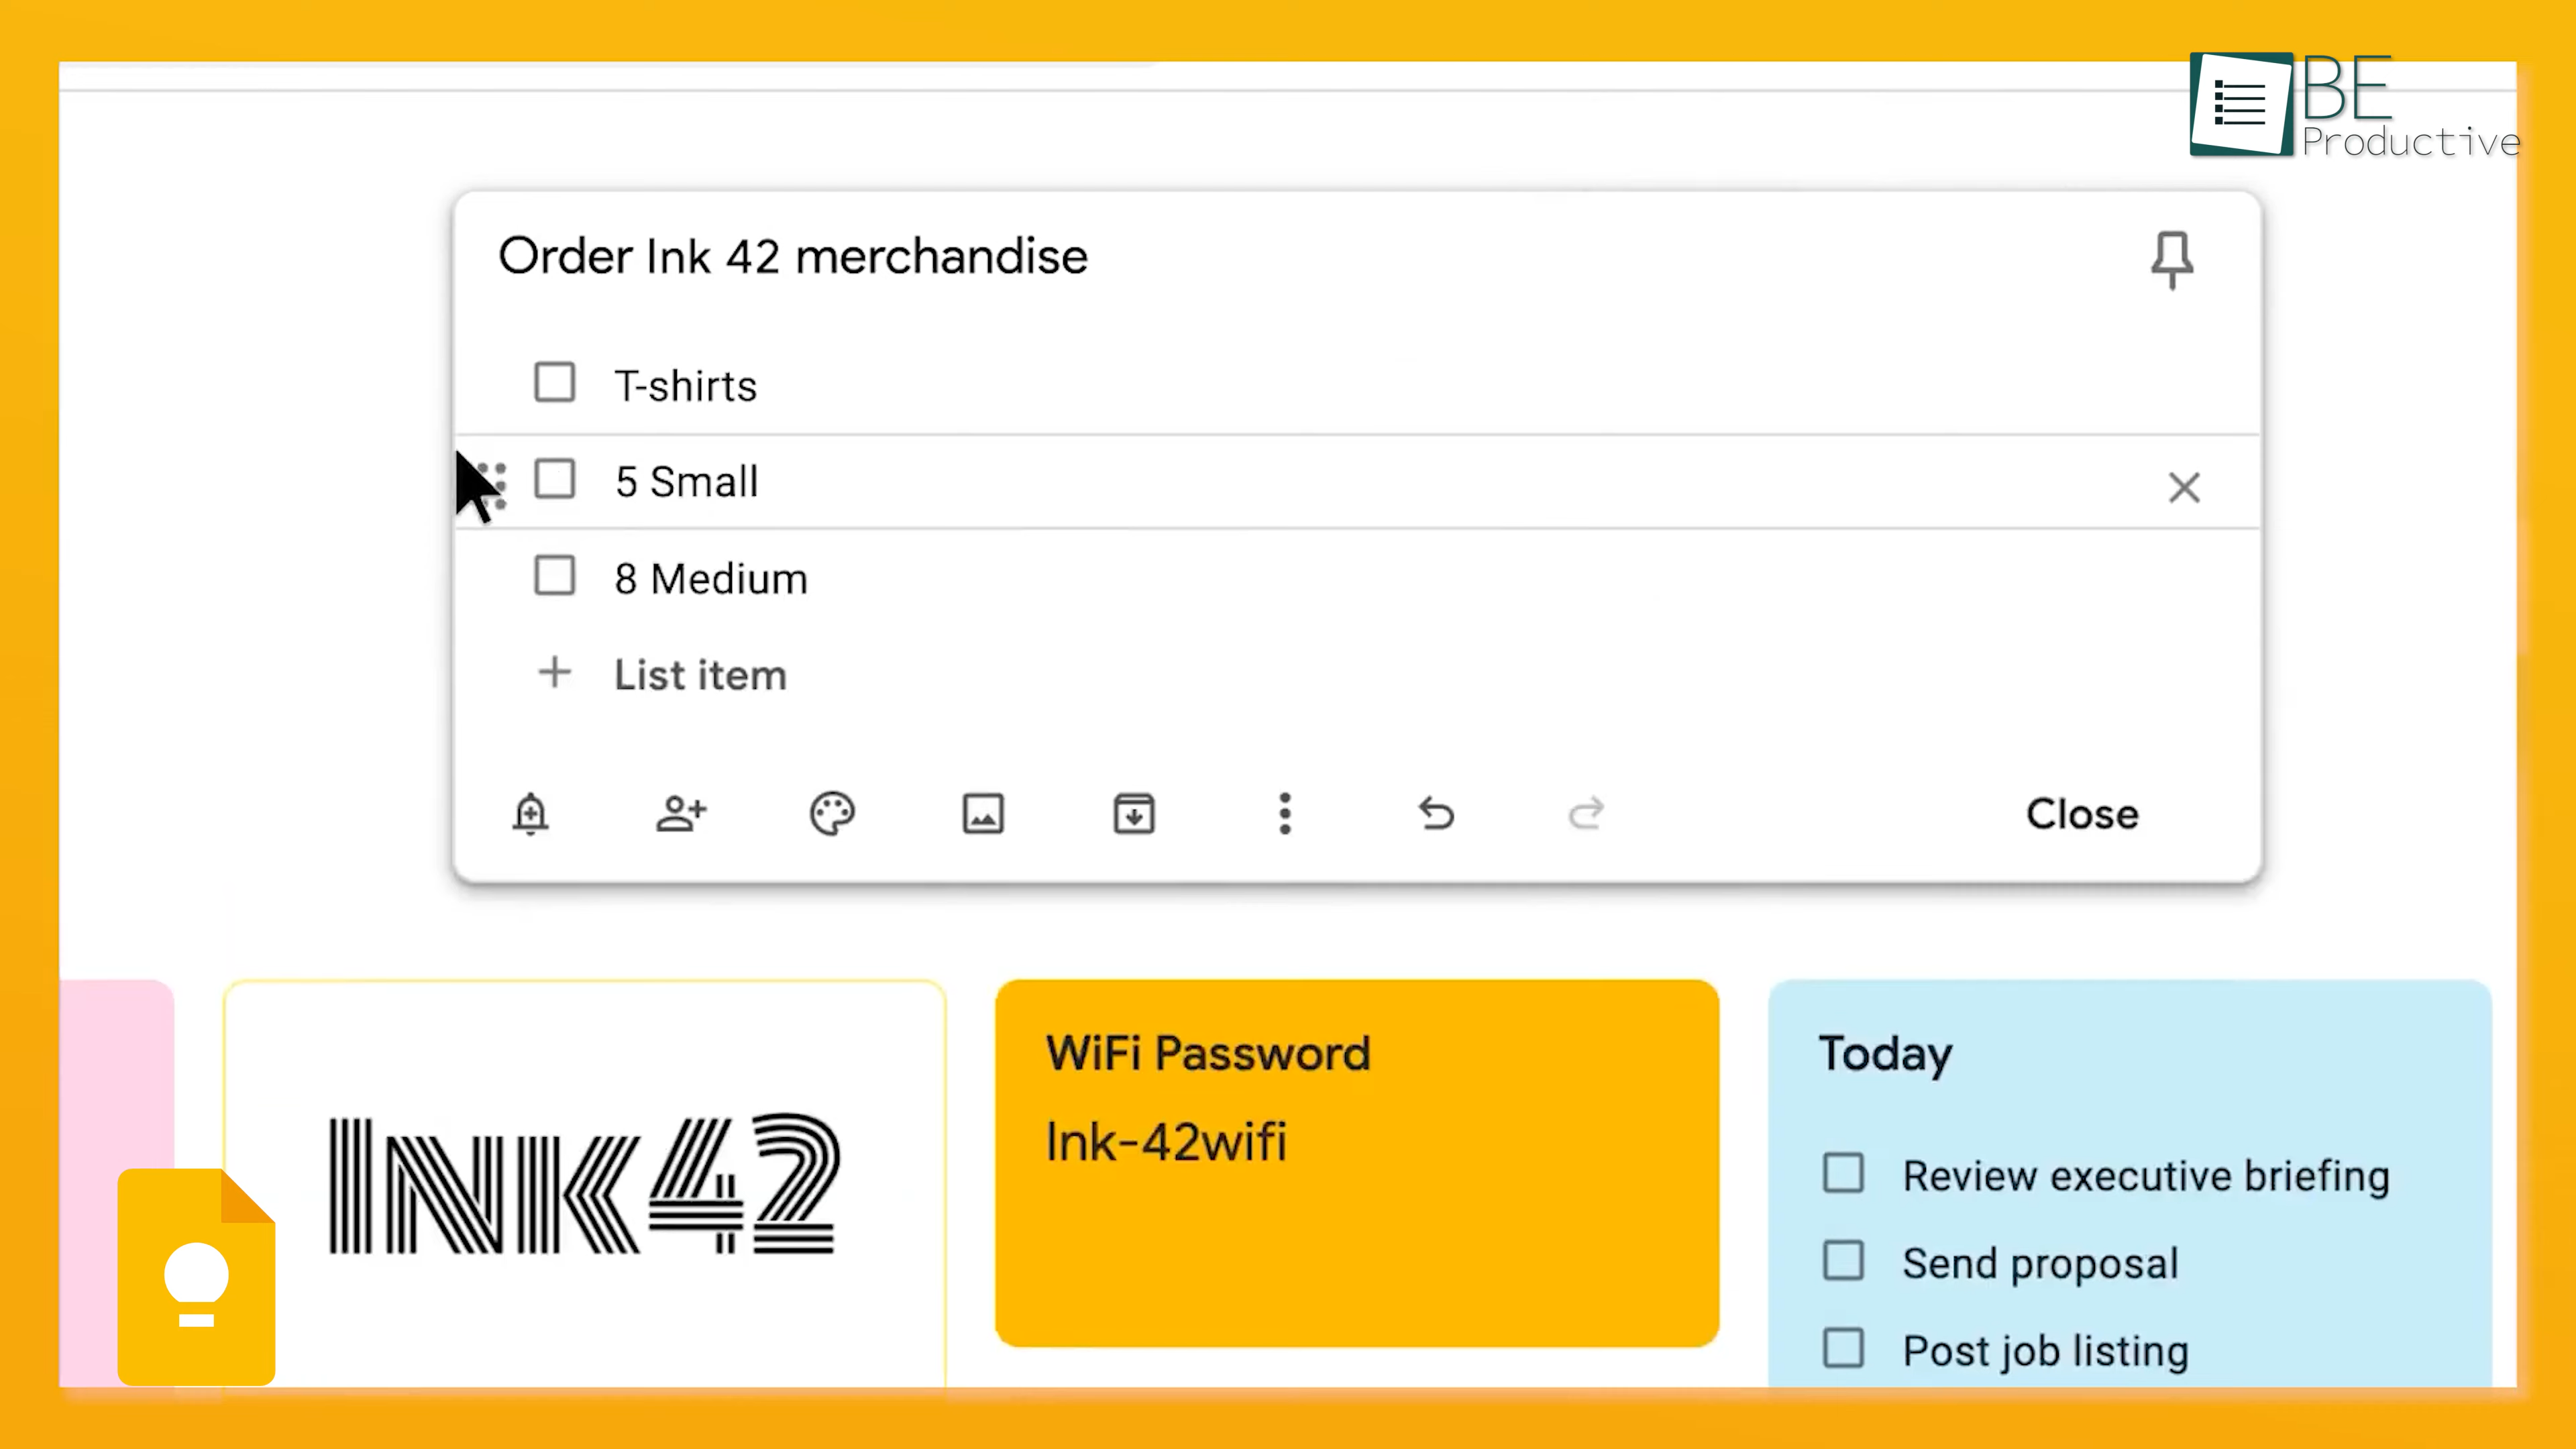 BE
Productive
Order Ink 42 merchandise
T-shirts
5 Small
8 Medium
List item
Close
INK42
WiFi Password
Ink-42wifi
Today
Review executive briefing
Send proposal
Post job listing